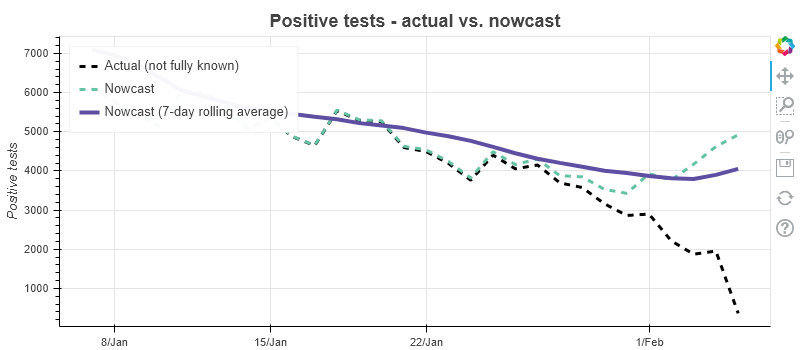 Positive tests - actual vs. nowcast
7000
6000
5000
4000
3000
2000
1000
Positive tests
Actual (not fully known)
Nowcast
Nowcast (7-day rolling average)
8/Jan
15/Jan
22/Jan
1/Feb